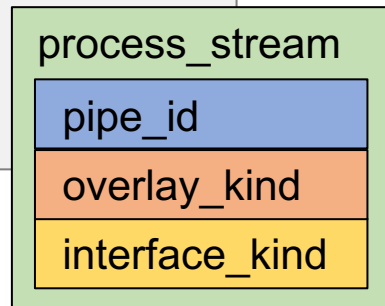 process_stream
pipe_id
overlay_kind
interface_kind